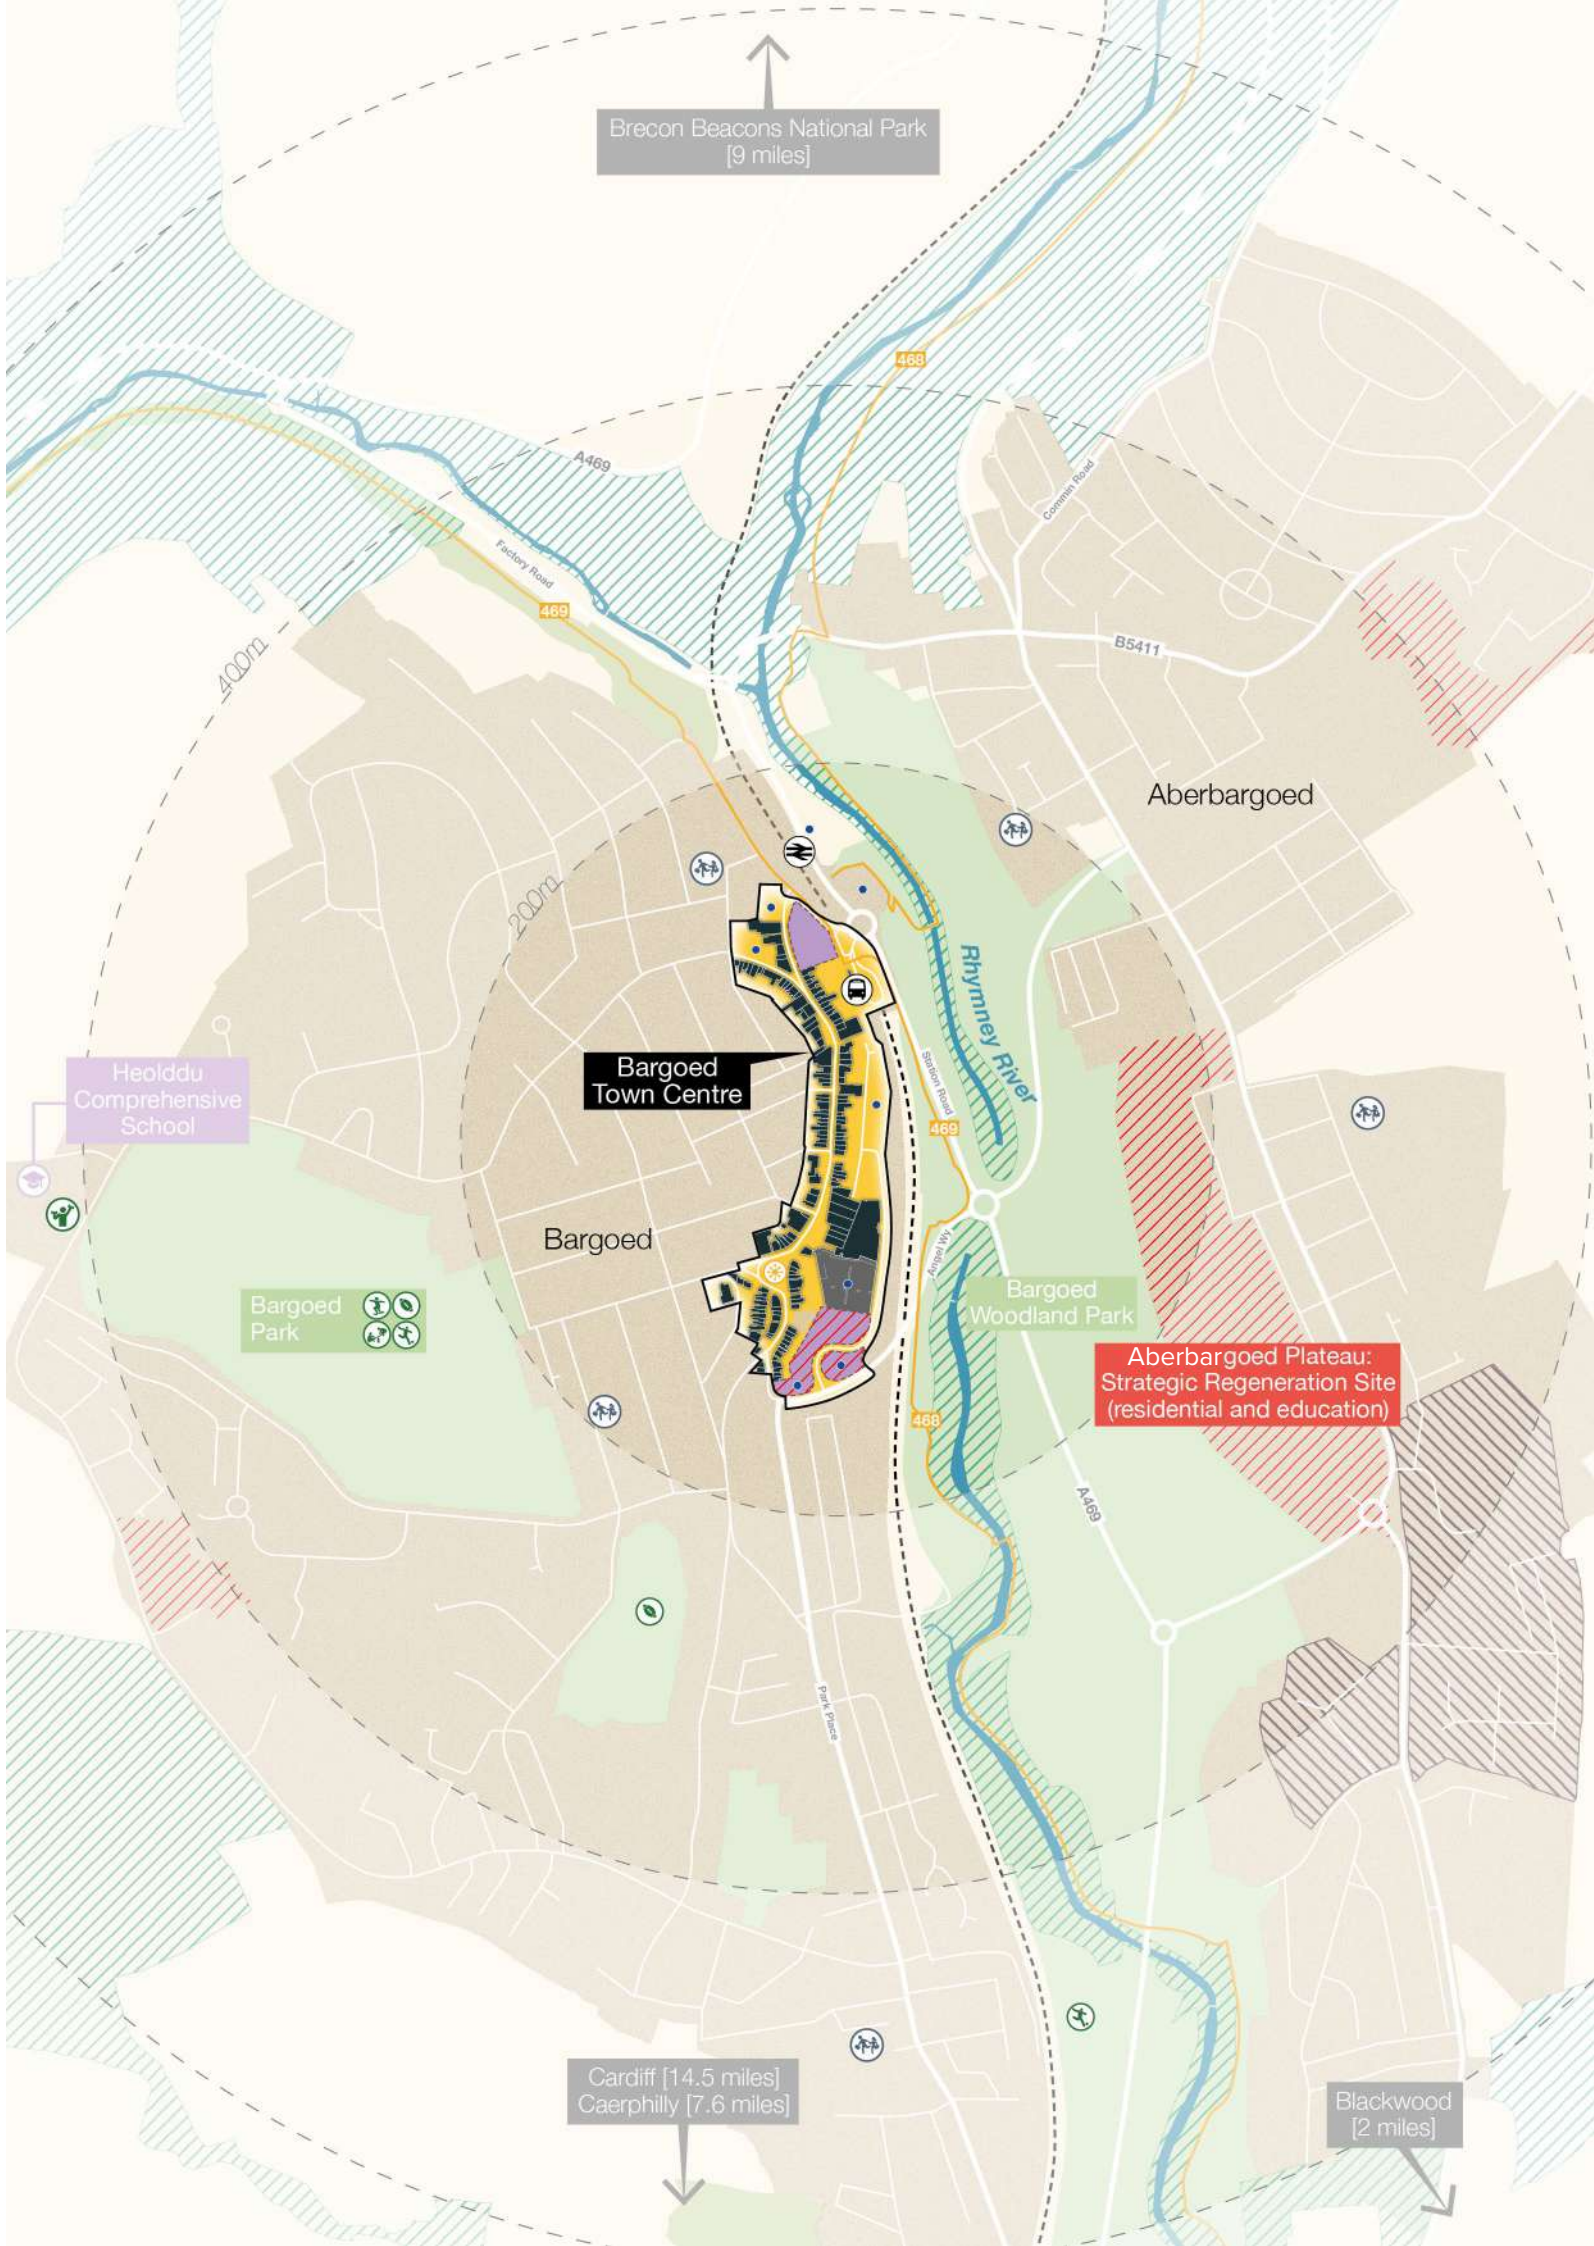 Brecon Beacons National Park
[9 miles]
468
A469
Common Road
Factory Road
469
B5411
400m
Aberbargoed
200m
Rhymney River
Bargoed
Town Centre
Station Road
Heolddu
Comprehensive
School
469
Bargoed
Angel Wy
Bargoed
Woodland Park
Bargoed
Park
Aberbargoed Plateau:
Strategic Regeneration Site
(residential and education)
468
A469
Park Place
Cardiff [14.5 miles]
Caerphilly [7.6 miles]
Blackwood
[2 miles]